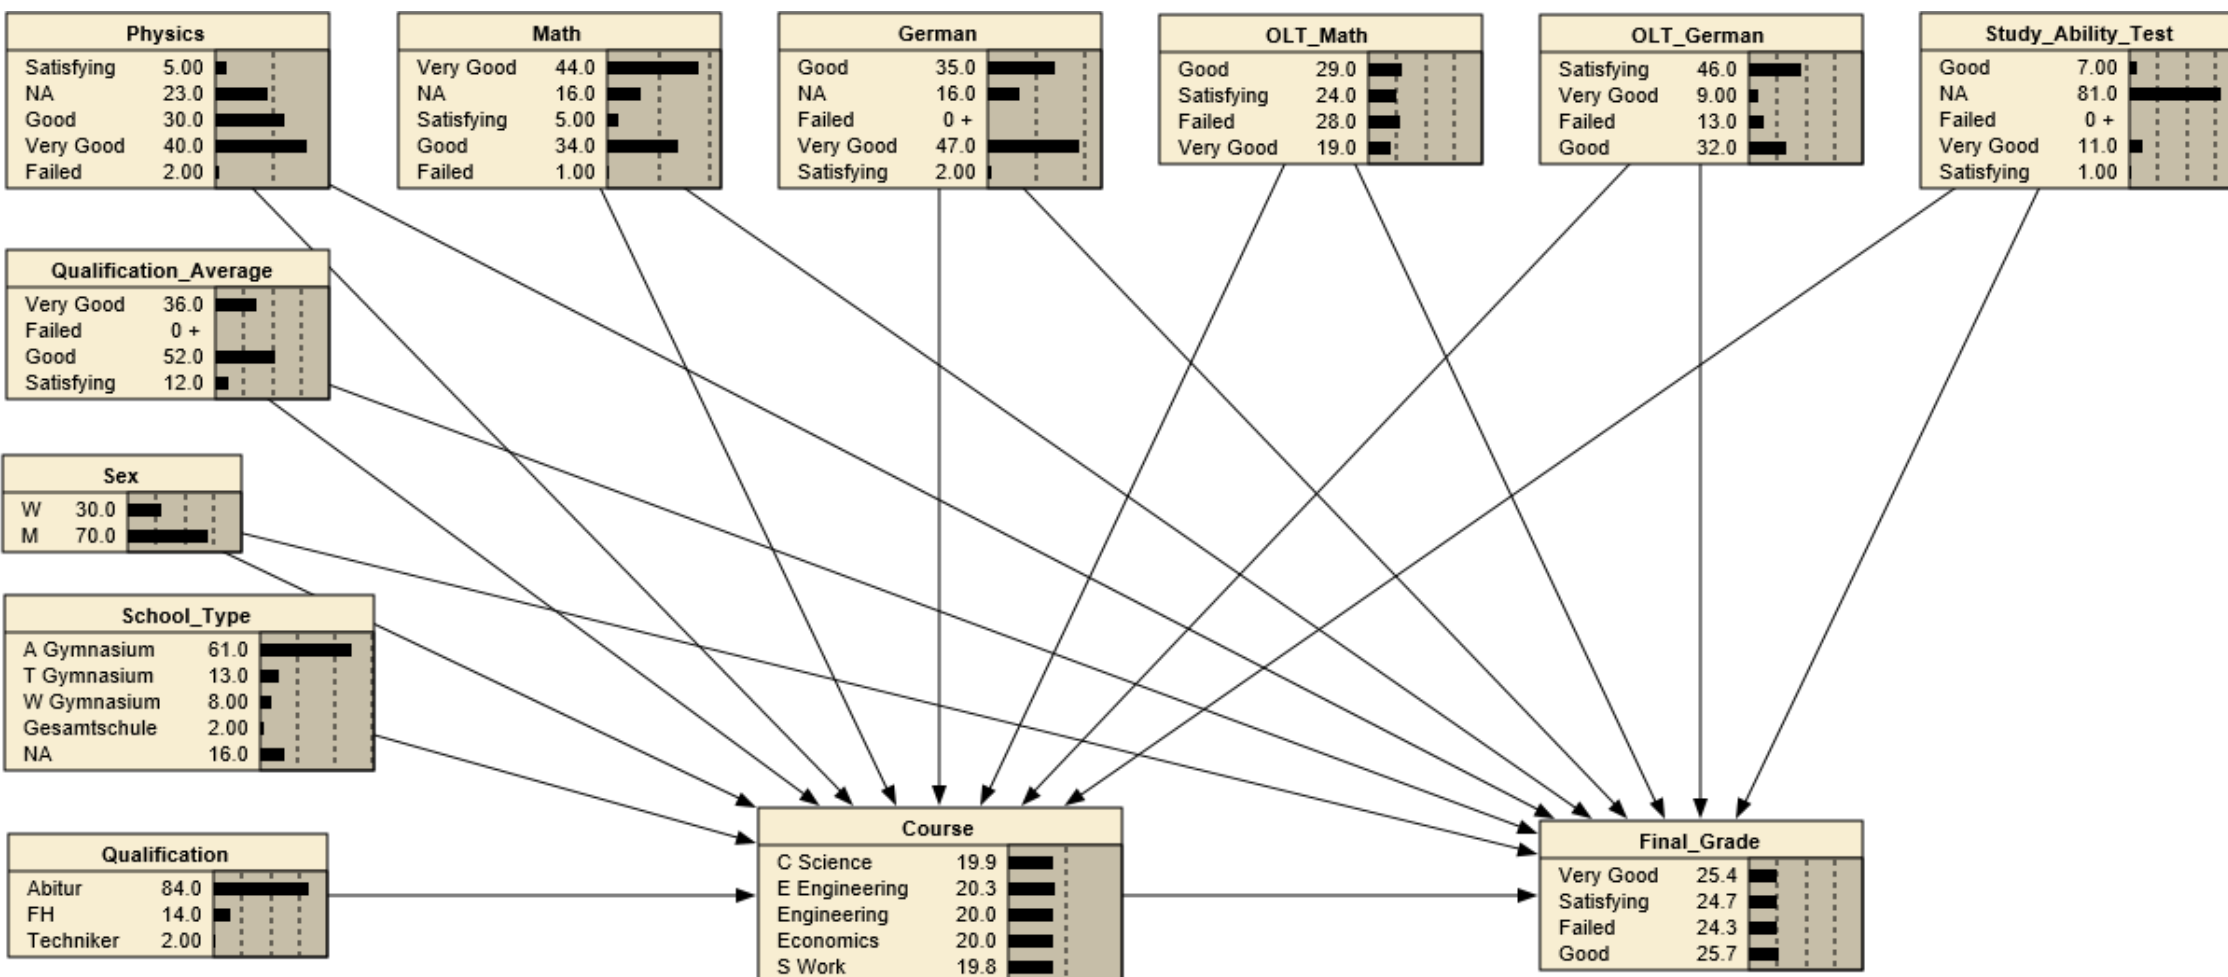 Physics
Satisfying 5.00
NA 23.0
Good 30.0
Very Good 40.0
Failed 2.00
Math
Very Good 44.0
NA 16.0
Satisfying 5.00
Good 34.0
Failed 1.00
German
Good 35.0
NA 16.0
Failed 0 +
Very Good 47.0
Satisfying 2.00
OLT_Math
Good 29.0
Satisfying 24.0
Failed 28.0
Very Good 19.0
OLT_German
Satisfying 46.0
Very Good 9.00
Failed 13.0
Good 32.0
Study_Ability_Test
Good 7.00
NA 81.0
Failed 0 +
Very Good 11.0
Satisfying 1.00
Qualification_Average
Very Good 36.0
Failed 0 +
Good 52.0
Satisfying 12.0
Sex
W 30.0
M 70.0
School_Type
A Gymnasium 61.0
T Gymnasium 13.0
W Gymnasium 8.00
Gesamtschule 2.00
NA 16.0
Qualification
Abitur 84.0
FH 14.0
Techniker 2.00
Course
C Science 19.9
E Engineering 20.3
Engineering 20.0
Economics 20.0
S Work 19.8
Final_Grade
Very Good 25.4
Satisfying 24.7
Failed 24.3
Good 25.7